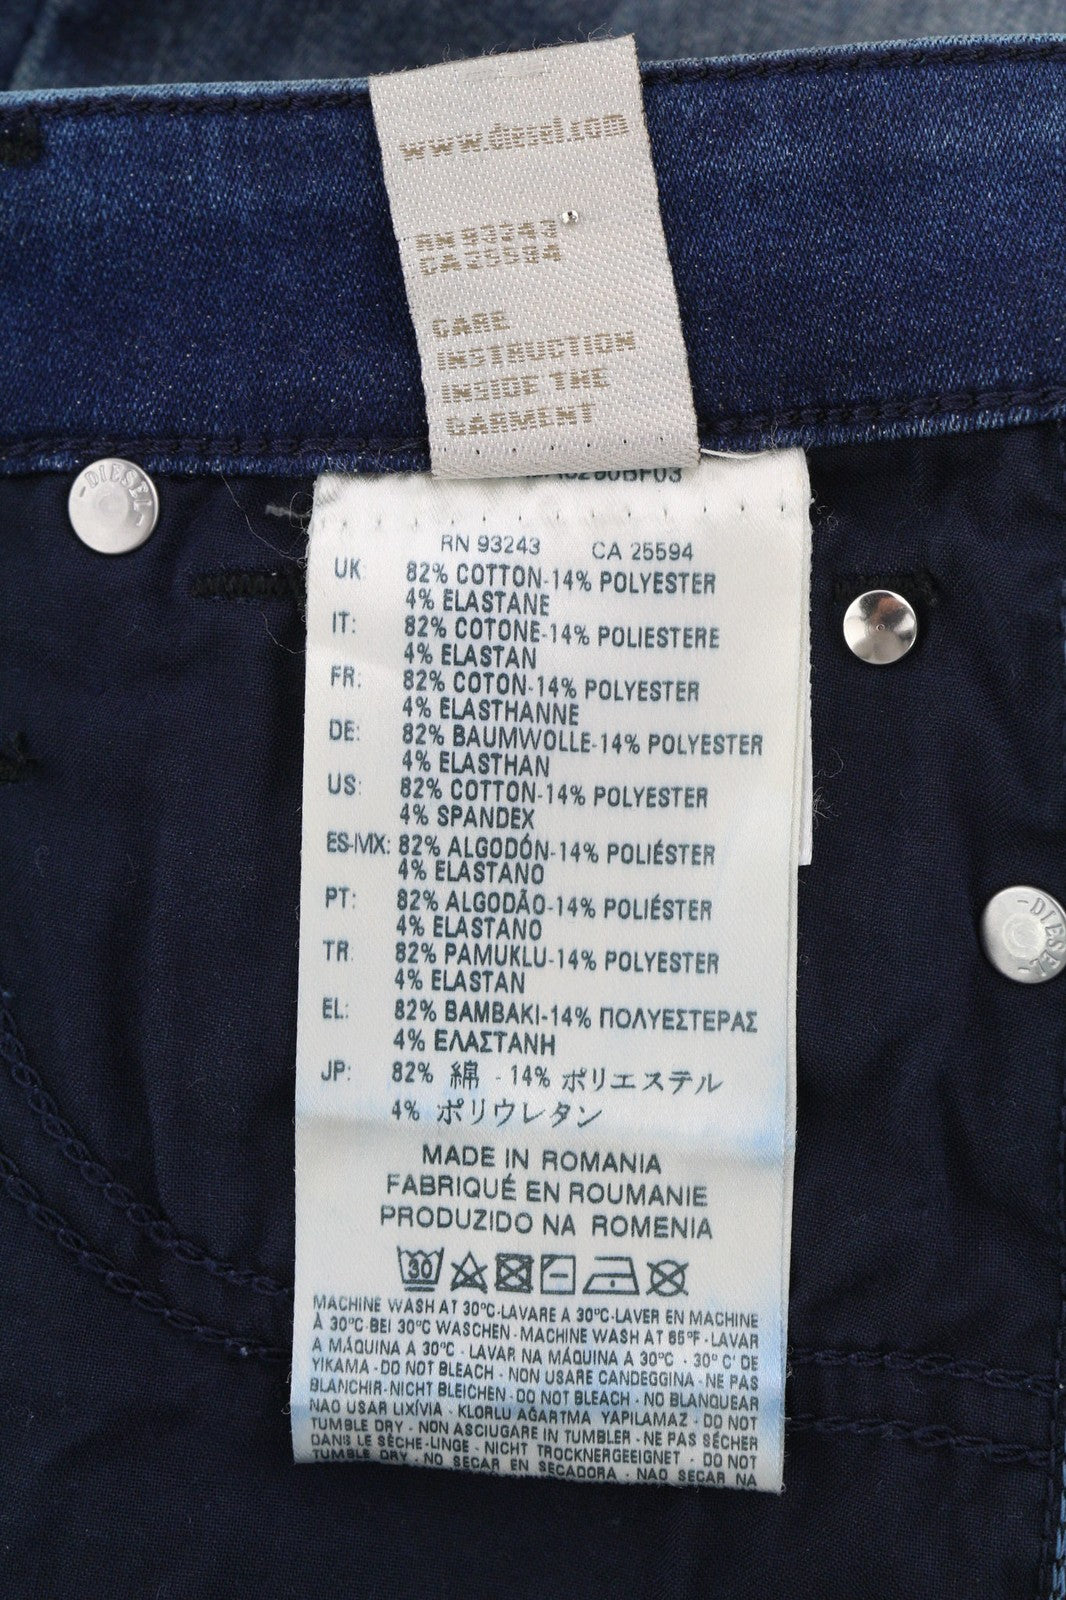 www.diesel.com
RN 93243
CA 25594
CARE
INSTRUCTION
INSIDE THE
GARMENT
-DIESEL-
RN 93243 CA 25594
UK: 82% COTTON-14% POLYESTER
4% ELASTANE
IT: 82% COTONE-14% POLIESTERE
4% ELASTAN
FR: 82% COTON-14% POLYESTER
4% ELASTHANNE
DE: 82% BAUMWOLLE-14% POLYESTER
4% ELASTHAN
US: 82% COTTON-14% POLYESTER
4% SPANDEX
ES-MX: 82% ALGODÓN-14% POLIÉSTER
4% ELASTANO
PT: 82% ALGODÃO-14% POLIÉSTER
4% ELASTANO
TR: 82% PAMUKLU-14% POLYESTER
4% ELASTAN
EL: 82% ΒΑΜΒΑΚΙ-14% ΠΟΛΥΕΣΤΕΡΑΣ
4% ΕΛΑΣΤΑΝΗ
JP: 82% 綿 - 14% ポリエステル
4% ポリウレタン
MADE IN ROMANIA
FABRIQUÉ EN ROUMANIE
PRODUZIDO NA ROMENIA
30
MACHINE WASH AT 30°C-LAVARE A 30°C-LAVER EN MACHINE
À 30°C-BEI 30°C WASCHEN-MACHINE WASH AT 85°F-LAVAR
A MÁQUINA A 30°C - LAVAR NA MÁQUINA A 30°C - 30° C' DE
YIKAMA - DO NOT BLEACH - NON USARE CANDEGGINA - NE PAS
BLANCHIR-NICHT BLEICHEN - DO NOT BLEACH - NO BLANQUEAR
NAO USAR LIXÍVIA - KLORLU AĞARTMA YAPILAMAZ - DO NOT
TUMBLE DRY - NON ASCIUGARE IN TUMBLER - NE PAS SÉCHER
DANS LE SÈCHE-LINGE - NICHT TROCKNERGEEIGNET - DO NOT
TUMBLE DRY - NO SECAR EN SECADORA - NAO SECAR NA
-DIESEL-